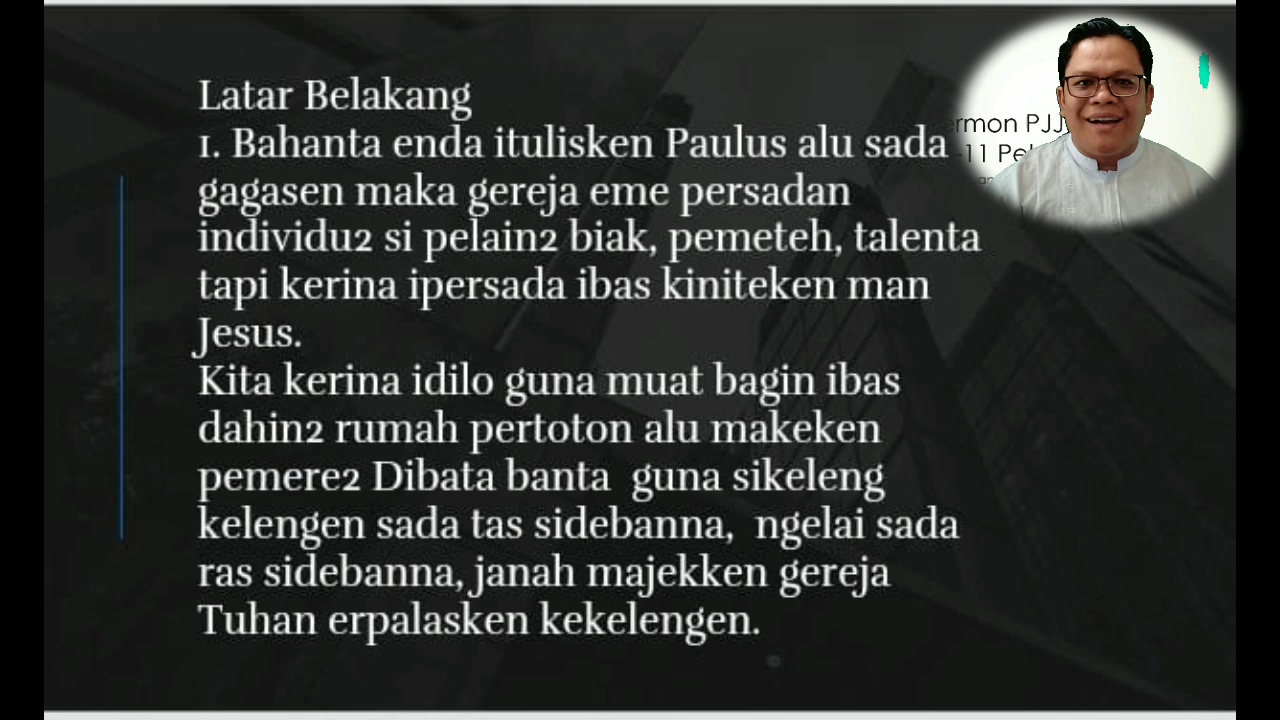 Latar Belakang
1. Bahanta enda itulisken Paulus alu sada
gagasen maka gereja eme persadan
individu2 si pelain2 biak, pemeteh, talenta
tapi kerina ipersada ibas kiniteken man
Jesus.
Kita kerina idilo guna muat bagin ibas
dahin2 rumah pertoton alu makeken
pemere2 Dibata banta guna sikeleng
kelengen sada tas sidebanna, ngelai sada
ras sidebanna, janah majekken gereja
Tuhan erpalasken kekelengen.